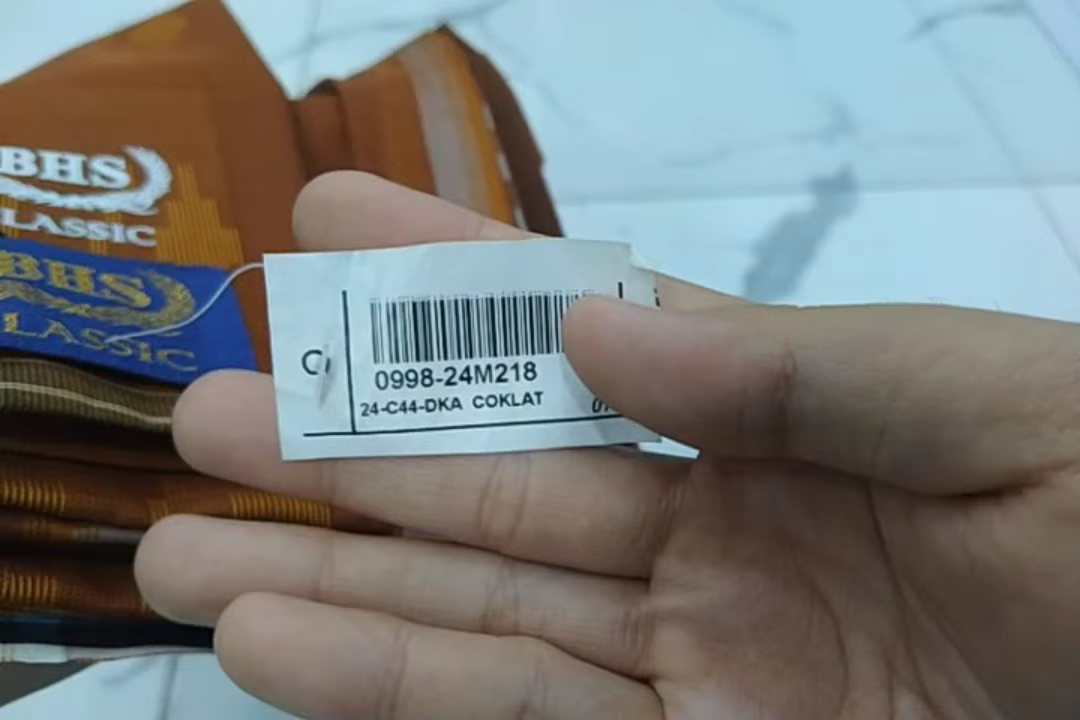 BHS
LASSIC
BHS
LASSIC
0998-24M218
24-C44-DKA COKLAT